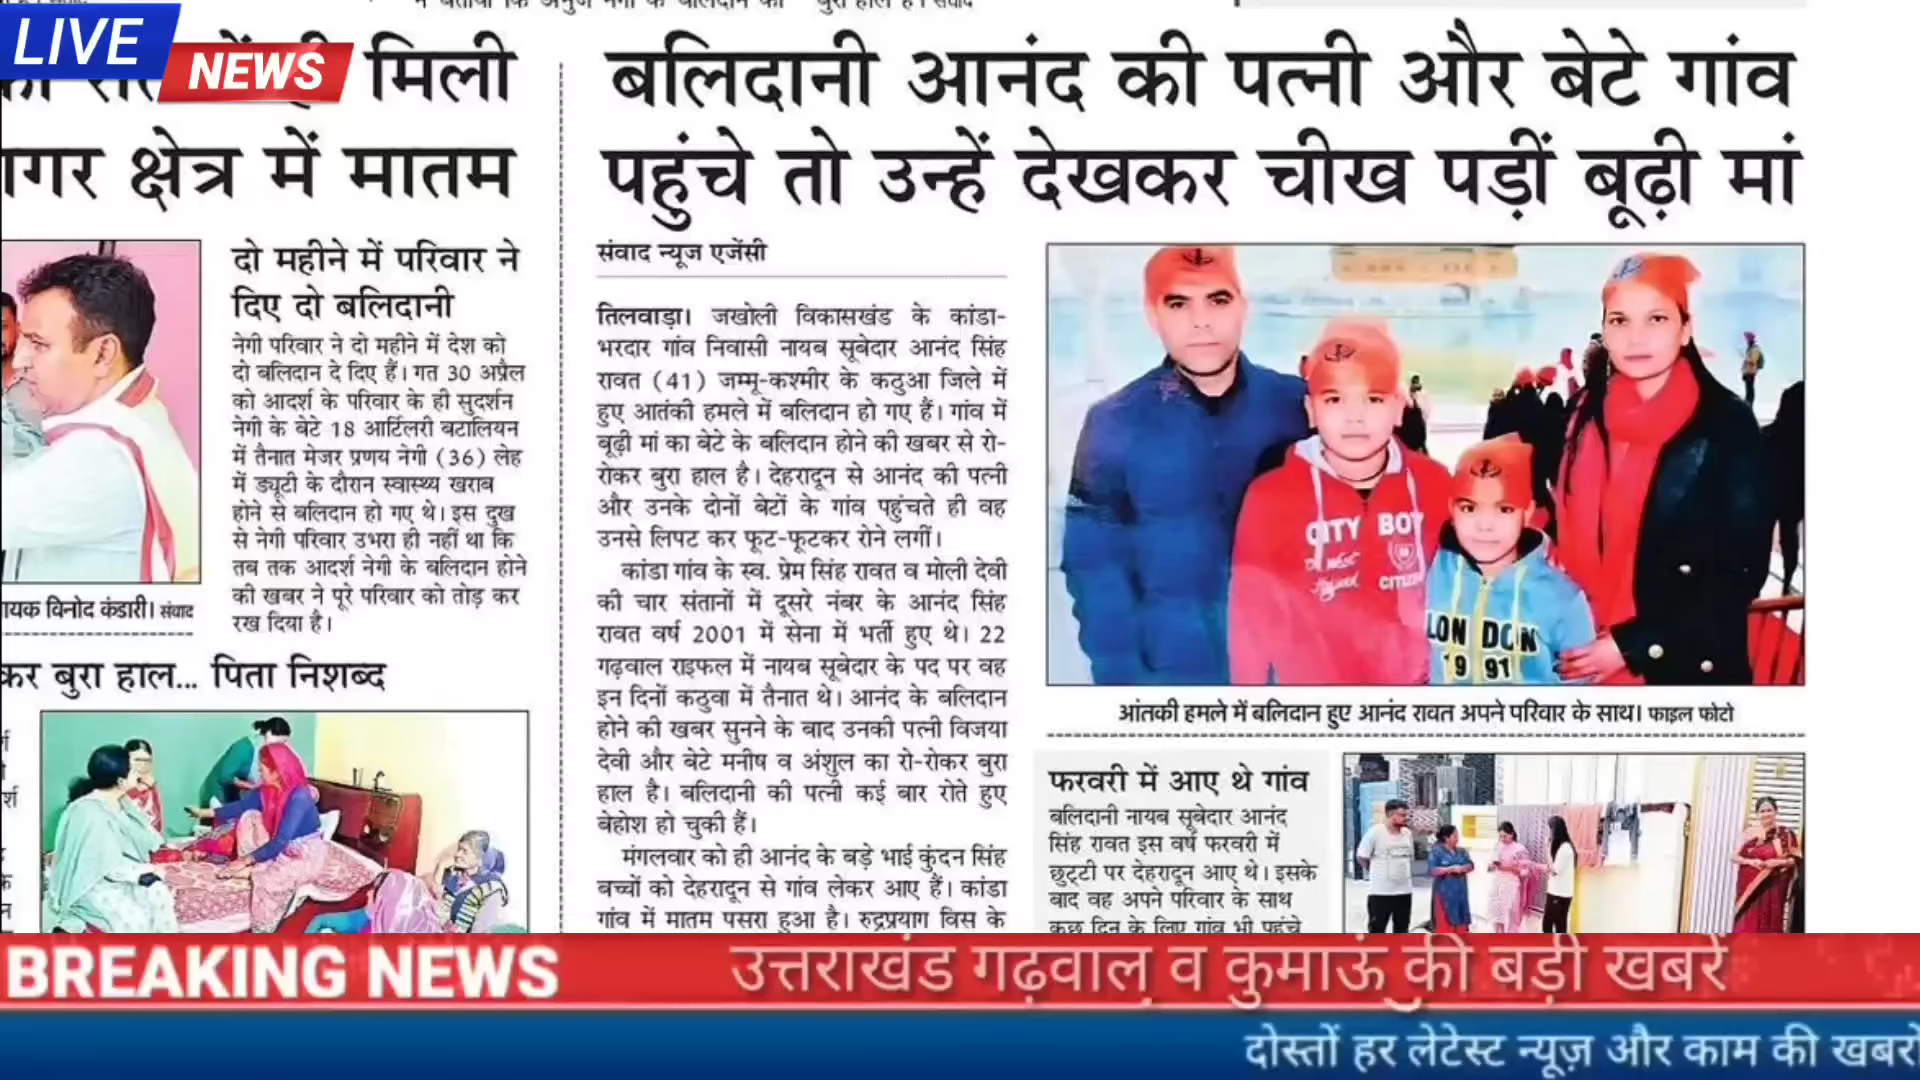 LIVE
NEWS
मिली
क्षेत्र में मातम
दो महीने में परिवार ने
दिए दो बलिदानी
नेगी परिवार ने दो महीने में देश को
दो बलिदान दे दिए हैं। गत 30 अप्रैल
को आदर्श के परिवार के ही सुदर्शन
नेगी के बेटे 18 आर्टिलरी बटालियन
में तैनात मेजर प्रणय नेगी (36) लेह
में ड्यूटी के दौरान स्वास्थ्य खराब
होने से बलिदान हो गए थे। इस दुख
से नेगी परिवार उभरा ही नहीं था कि
तब तक आदर्श नेगी के बलिदान होने
की खबर ने पूरे परिवार को तोड़ कर
रख दिया है।
विनोद कंडारी। संवाद
कर बुरा हाल... पिता निशब्द
बलिदानी आनंद की पत्नी और बेटे गांव
पहुंचे तो उन्हें देखकर चीख पड़ीं बूढ़ी मां
संवाद न्यूज एजेंसी
तिलवाड़ा। जखोली विकासखंड के कांडा-
भरदार गांव निवासी नायब सूबेदार आनंद सिंह
रावत (41) जम्मू-कश्मीर के कठुआ जिले में
हुए आतंकी हमले में बलिदान हो गए हैं। गांव में
बूढ़ी मां का बेटे के बलिदान होने की खबर से रो-
रोकर बुरा हाल है। देहरादून से आनंद की पत्नी
और उनके दोनों बेटों के गांव पहुंचते ही वह
उनसे लिपट कर फूट-फूटकर रोने लगीं।
कांडा गांव के स्व. प्रेम सिंह रावत व मोली देवी
की चार संतानों में दूसरे नंबर के आनंद सिंह
रावत वर्ष 2001 में सेना में भर्ती हुए थे। 22
गढ़वाल राइफल में नायब सूबेदार के पद पर वह
इन दिनों कठुवा में तैनात थे। आनंद के बलिदान
होने की खबर सुनने के बाद उनकी पत्नी विजया
देवी और बेटे मनीष व अंशुल का रो-रोकर बुरा
हाल है। बलिदानी की पत्नी कई बार रोते हुए
बेहोश हो चुकी हैं।
मंगलवार को ही आनंद के बड़े भाई कुंदन सिंह
बच्चों को देहरादून से गांव लेकर आए हैं। कांडा
गांव में मातम पसरा हुआ है। रुद्रप्रयाग विस के
CITY BOY
CITIZE
LONDON
1991
आंतकी हमले में बलिदान हुए आनंद रावत अपने परिवार के साथ। फाइल फोटो
फरवरी में आए थे गांव
बलिदानी नायब सूबेदार आनंद
सिंह रावत इस वर्ष फरवरी में
छुट्टी पर देहरादून आए थे। इसके
बाद वह अपने परिवार के साथ
कुछ दिन के लिए गांव भी पहुंचे
BREAKING NEWS
उत्तराखंड गढ़वाल व कुमाऊं की बड़ी खबरें
दोस्तों हर लेटेस्ट न्यूज़ और काम की खबरों